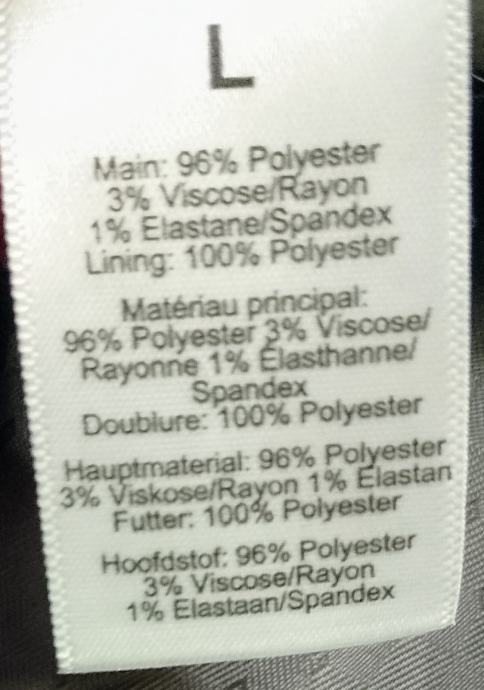 L
Main: 96% Polyester
3% Viscose/Rayon
1% Elastane/Spandex
Lining: 100% Polyester
Matériau principal:
96% Polyester 3% Viscose/
Rayonne 1% Élasthanne/
Spandex
Doublure: 100% Polyester
Hauptmaterial: 96% Polyester
3% Viskose/Rayon 1% Elastan
Futter: 100% Polyester
Hoofdstof: 96% Polyester
3% Viscose/Rayon
1% Elastaan/Spandex